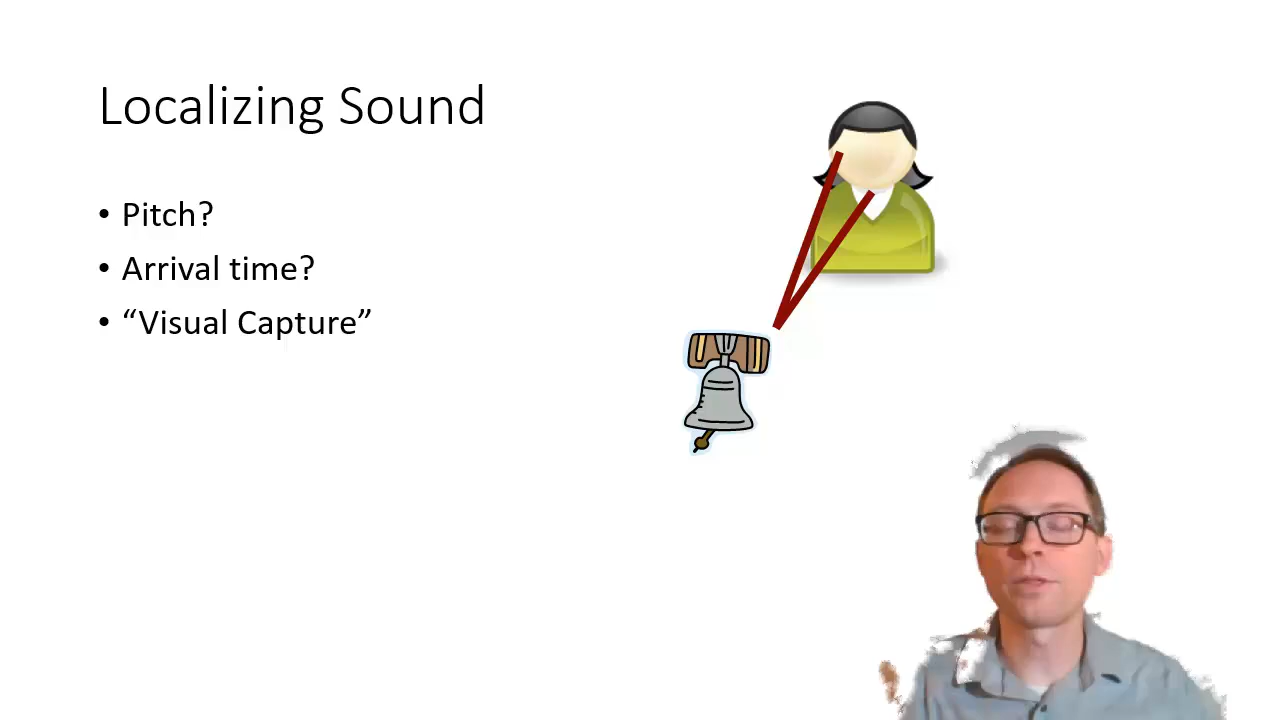 Localizing Sound
• Pitch?
• Arrival time?
• “Visual Capture”